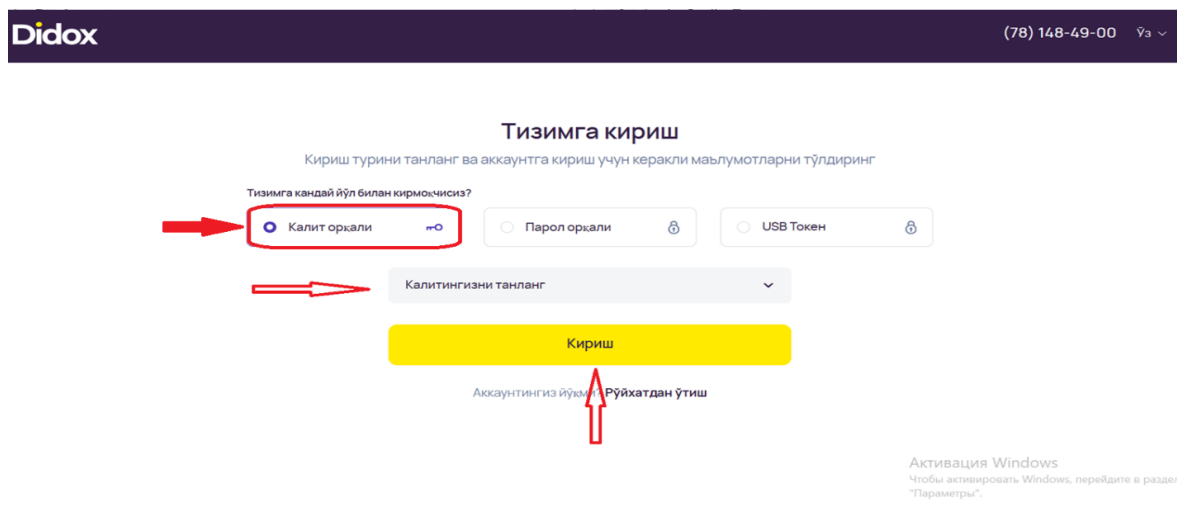 Didox
(78) 148-49-00 Ўз
Тизимга кириш
Кириш турини танланг ва аккаунтга кириш учун керакли маълумотларни тўлдиринг
Тизимга қандай йўл билан кирмоқчисиз?
Калит орқали
Парол орқали
USB Токен
Калитингизни танланг
Кириш
Аккаунтингиз йўқми? Рўйхатдан ўтиш
Активация Windows
Чтобы активировать Windows, перейдите в раздел
"Параметры".